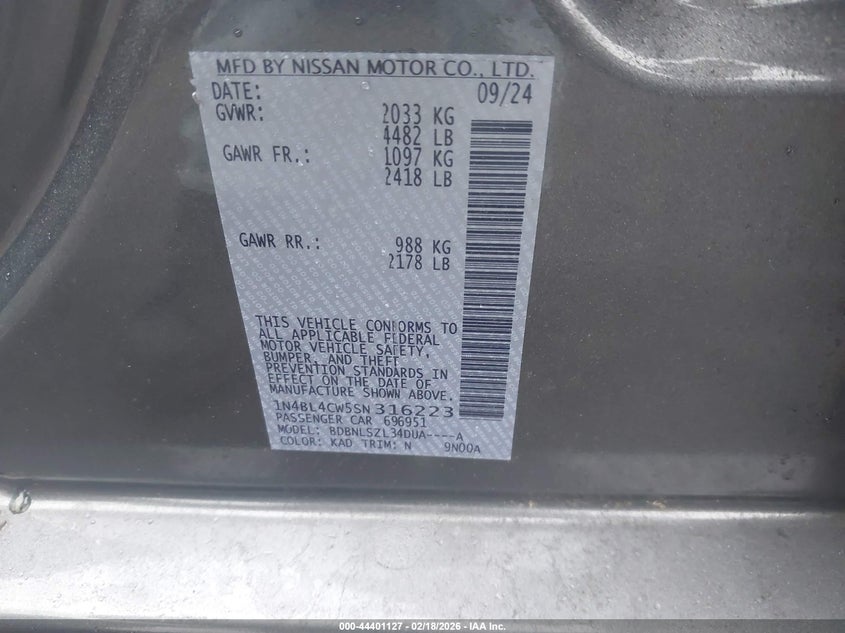 MFD BY NISSAN MOTOR CO., LTD.
DATE: 09/24
GVWR: 2033 KG
4482 LB
GAWR FR.: 1097 KG
2418 LB
GAWR RR.: 988 KG
2178 LB
THIS VEHICLE CONFORMS TO
ALL APPLICABLE FEDERAL
MOTOR VEHICLE SAFETY,
BUMPER, AND THEFT
PREVENTION STANDARDS IN
EFFECT ON THE DATE OF
MANUFACTURE SHOWN ABOVE.
1N4BL4CW5SN316223
PASSENGER CAR 696951
MODEL: BDBNLSZL34DUA----A
COLOR: KAD TRIM: N 9N00A
000-44401127 - 02/18/2026 - IAA Inc.